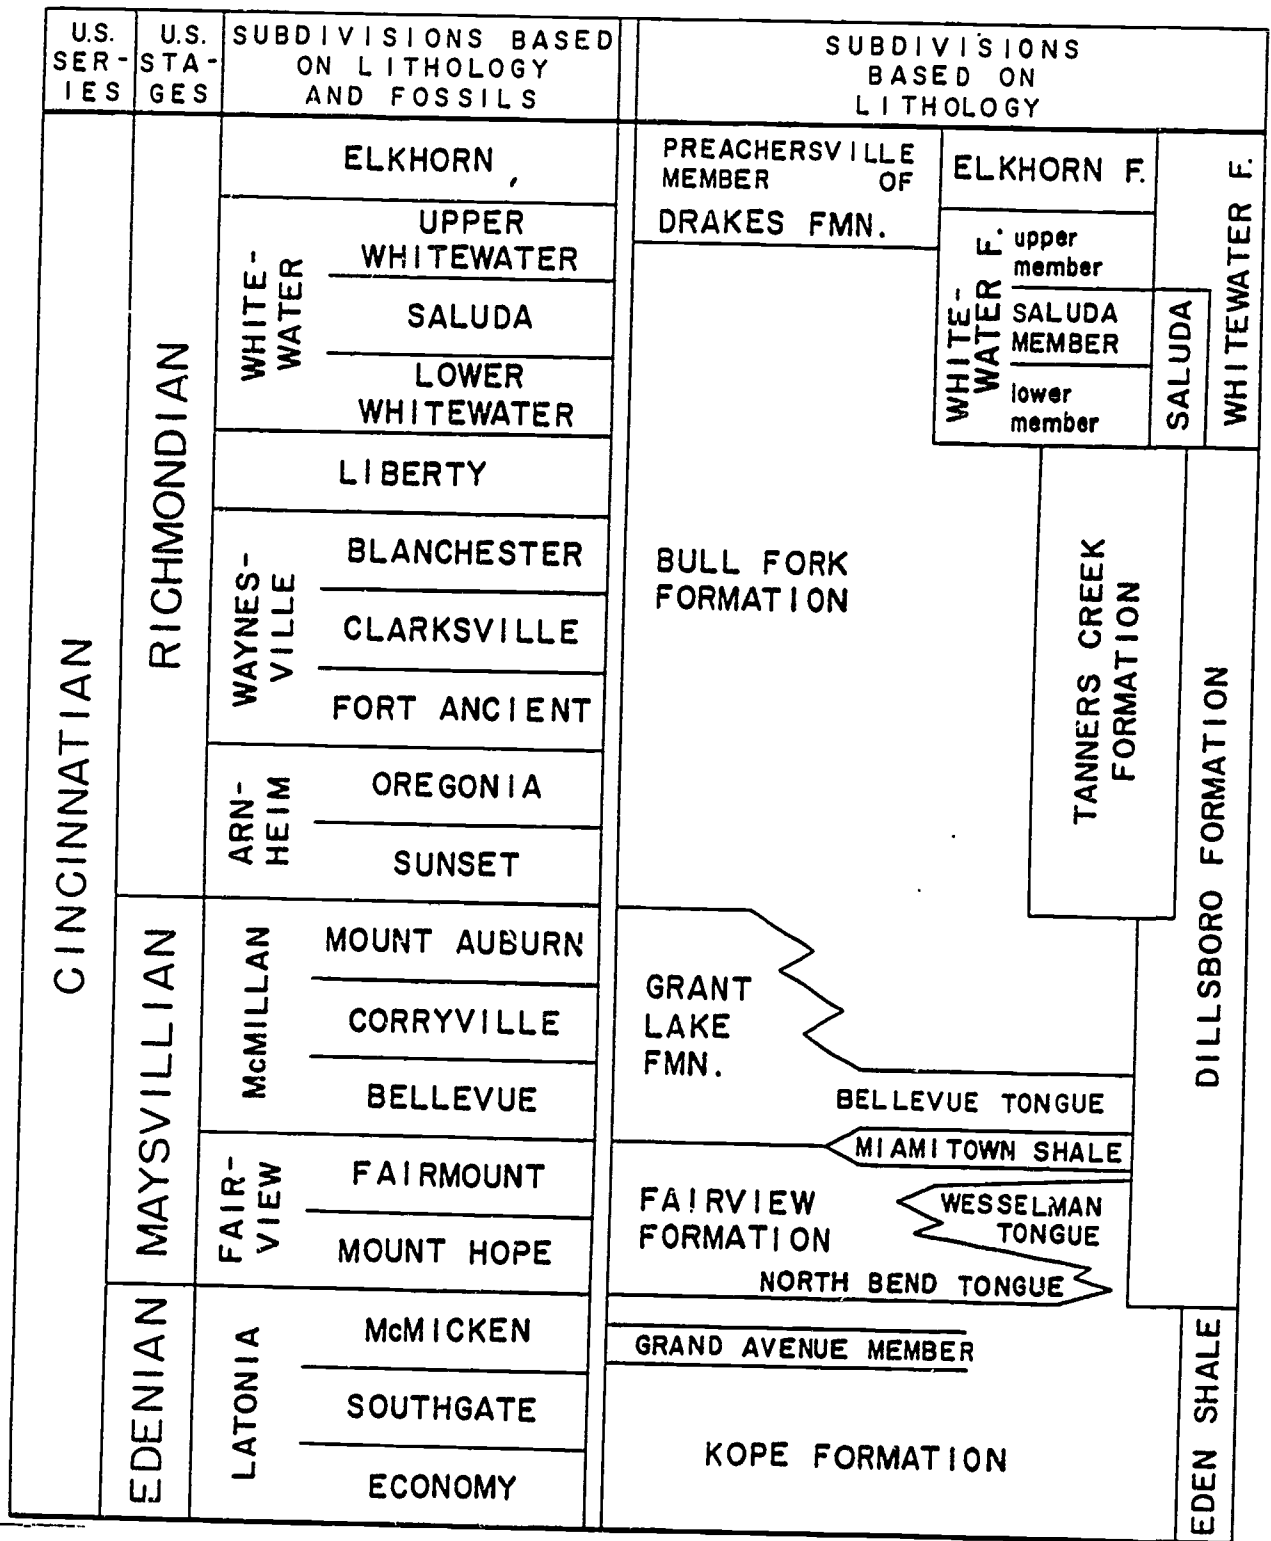 U.S.
SER-
IES
U.S.
STA-
GES
SUBDIVISIONS BASED
ON LITHOLOGY
AND FOSSILS
SUBDIVISIONS
BASED ON
LITHOLOGY
CINCINNATIAN
RICHMONDIAN
MAYSVILLIAN
EDENIAN
ELKHORN
WHITE-
WATER
UPPER
WHITEWATER
SALUDA
LOWER
WHITEWATER
LIBERTY
WAYNES-
VILLE
BLANCHESTER
CLARKSVILLE
FORT ANCIENT
ARN-
HEIM
OREGONIA
SUNSET
McMILLAN
MOUNT AUBURN
CORRYVILLE
BELLEVUE
FAIR-
VIEW
FAIRMOUNT
MOUNT HOPE
LATONIA
McMICKEN
SOUTHGATE
ECONOMY
PREACHERSVILLE
MEMBER OF
DRAKES FMN.
BULL FORK
FORMATION
GRANT
LAKE
FMN.
BELLEVUE TONGUE
MIAMITOWN SHALE
FAIRVIEW
FORMATION
WESSELMAN
TONGUE
NORTH BEND TONGUE
GRAND AVENUE MEMBER
KOPE FORMATION
ELKHORN F.
WHITE-
WATER F.
upper
member
SALUDA
MEMBER
lower
member
SALUDA
WHITEWATER F.
TANNERS CREEK
FORMATION
DILLSBORO FORMATION
EDEN SHALE